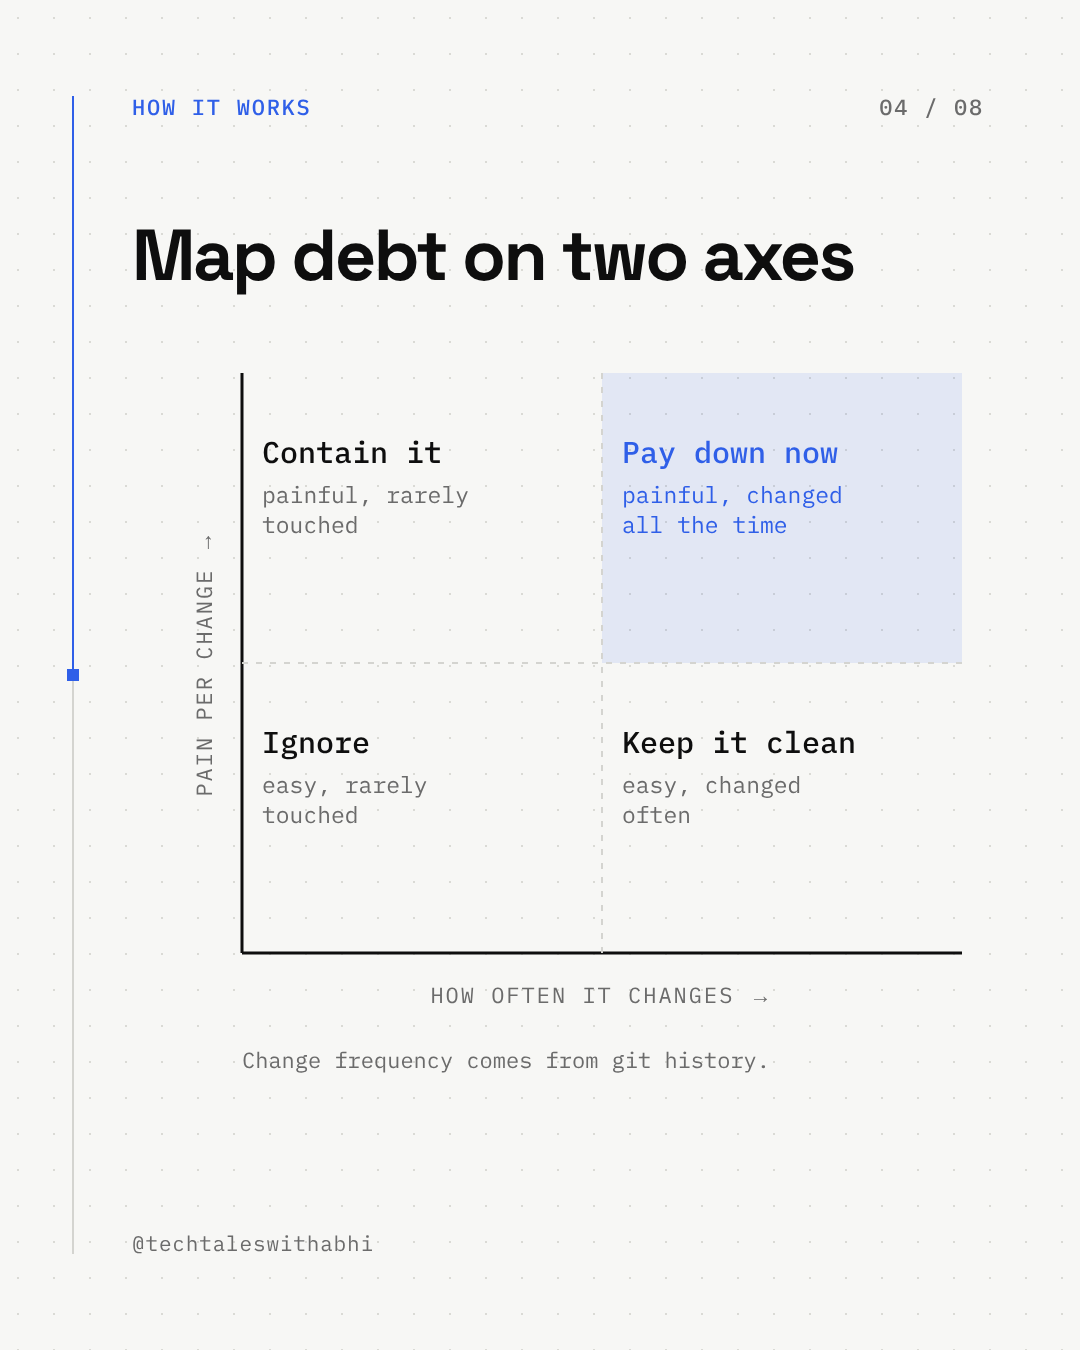 HOW IT WORKS
04 / 08
Map debt on two axes
Contain it
painful, rarely
touched
Pay down now
painful, changed
all the time
PAIN PER CHANGE →
Ignore
easy, rarely
touched
Keep it clean
easy, changed
often
HOW OFTEN IT CHANGES →
Change frequency comes from git history.
@techtaleswithabhi